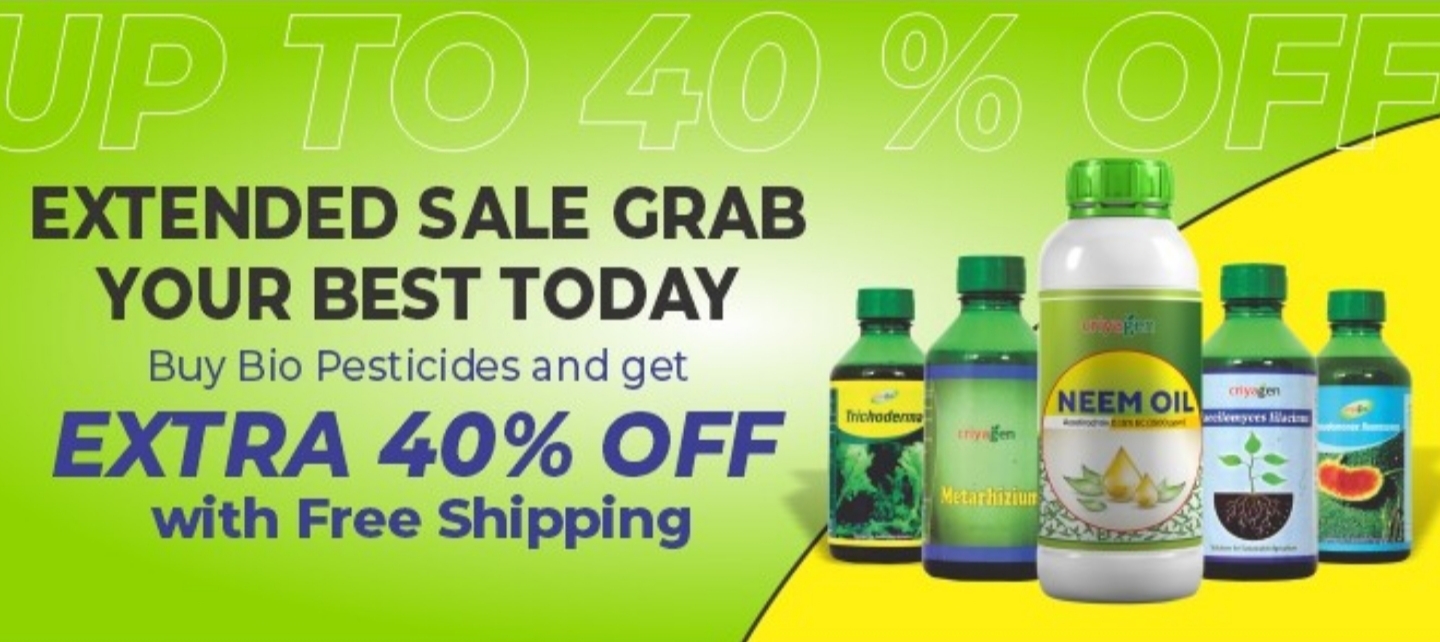 UP TO 40 % OFF
EXTENDED SALE GRAB
YOUR BEST TODAY
Buy Bio Pesticides and get
EXTRA 40% OFF
with Free Shipping
Trichoderma
criyagen
Metarhizium
criyagen
NEEM OIL
criyagen